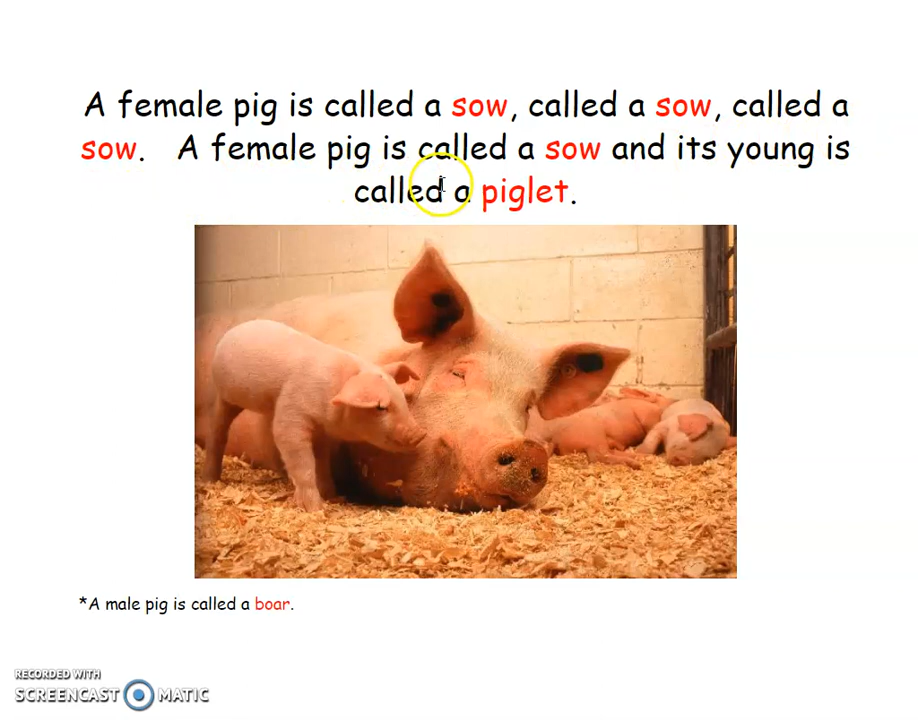 A female pig is called a sow, called a sow, called a
sow. A female pig is called a sow and its young is
called a piglet.
*A male pig is called a boar.
RECORDED WITH
SCREENCAST MATIC